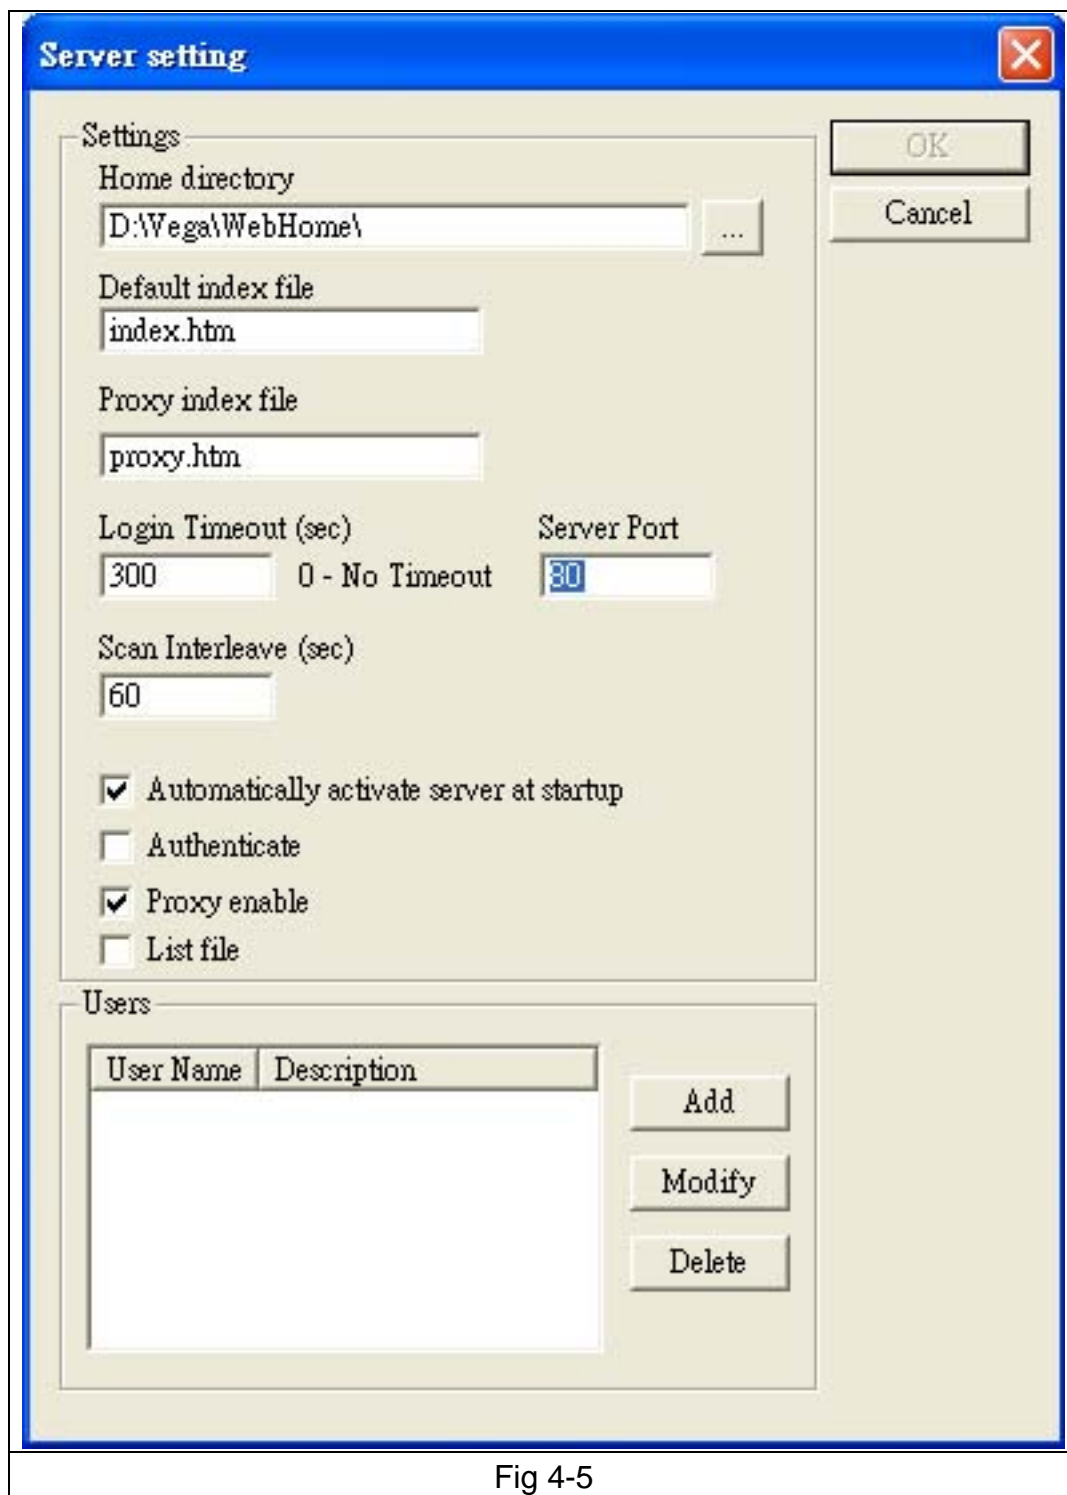 Server setting
Settings
OK
Home directory
Cancel
D:\Vega\WebHome\
...
Default index file
index.htm
Proxy index file
proxy.htm
Login Timeout (sec)
Server Port
300
0 - No Timeout
80
Scan Interleave (sec)
60
Automatically activate server at startup
Authenticate
Proxy enable
List file
Users
User Name
Description
Add
Modify
Delete
Fig 4-5